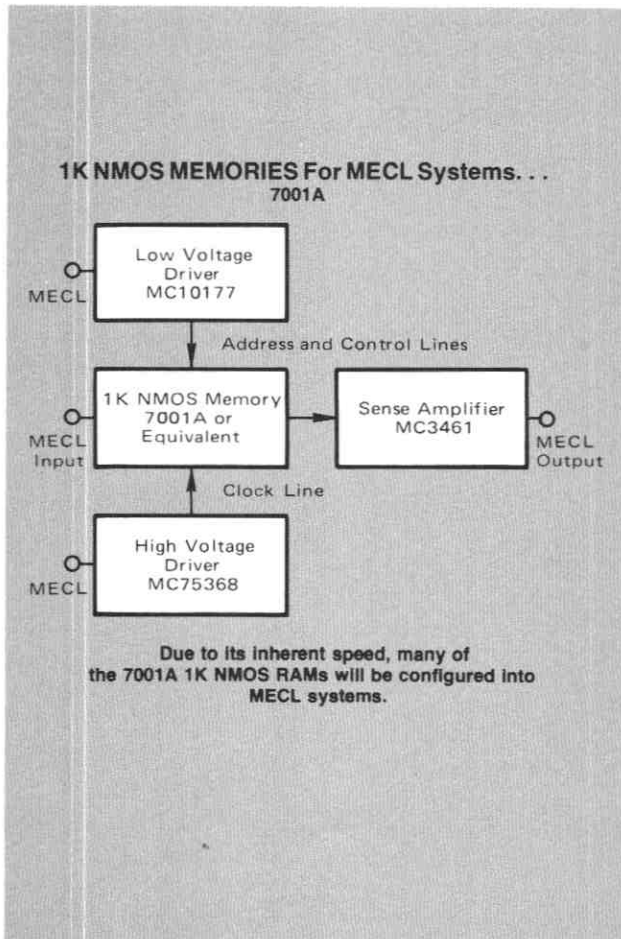 1K NMOS MEMORIES For MECL Systems. . .
7001A
Low Voltage
Driver
MC10177
MECL
Address and Control Lines
1K NMOS Memory
7001A or
Equivalent
MECL
Input
Sense Amplifier
MC3461
MECL
Output
Clock Line
High Voltage
Driver
MC75368
MECL
Due to its inherent speed, many of
the 7001A 1K NMOS RAMs will be configured into
MECL systems.